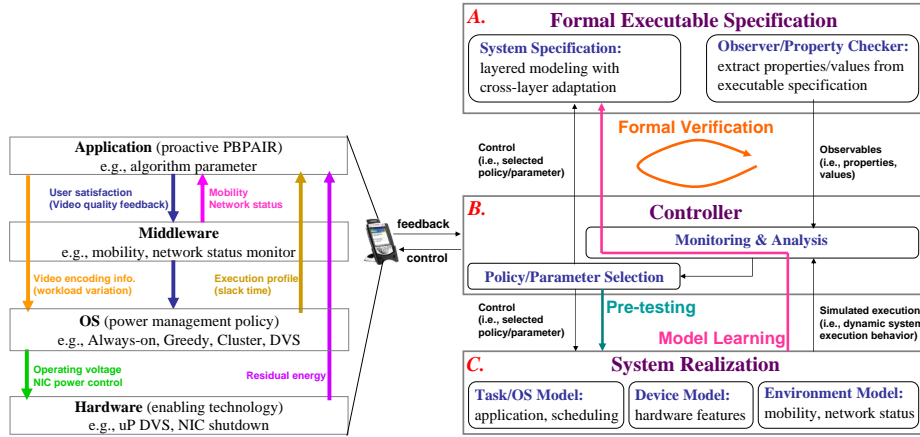 Application (proactive PBPAIR)
e.g., algorithm parameter
User satisfaction
(Video quality feedback)
Mobility
Network status
Middleware
e.g., mobility, network status monitor
Video encoding info.
(workload variation)
Execution profile
(slack time)
OS (power management policy)
e.g., Always-on, Greedy, Cluster, DVS
Operating voltage
NIC power control
Residual energy
Hardware (enabling technology)
e.g., uP DVS, NIC shutdown
feedback
control
A.
Formal Executable Specification
System Specification:
layered modeling with
cross-layer adaptation
Observer/Property Checker:
extract properties/values from
executable specification
Formal Verification
Control
(i.e., selected
policy/parameter)
Observables
(i.e., properties,
values)
B.
Controller
Monitoring & Analysis
Policy/Parameter Selection
Control
(i.e., selected
policy/parameter)
Pre-testing
Model Learning
Simulated execution
(i.e., dynamic system
execution behavior)
C.
System Realization
Task/OS Model:
application, scheduling
Device Model:
hardware features
Environment Model:
mobility, network status